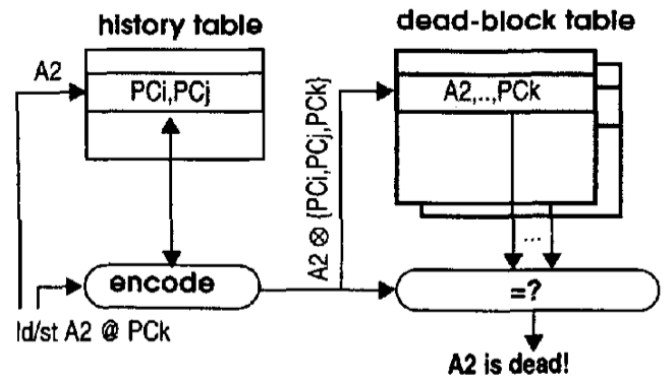 history table
dead-block table
A2
PCi,PCj
A2,..,PCk
A2 ⊗ {PCi,PCj,PCk}
...
encode
=?
ld/st A2 @ PCk
A2 is dead!